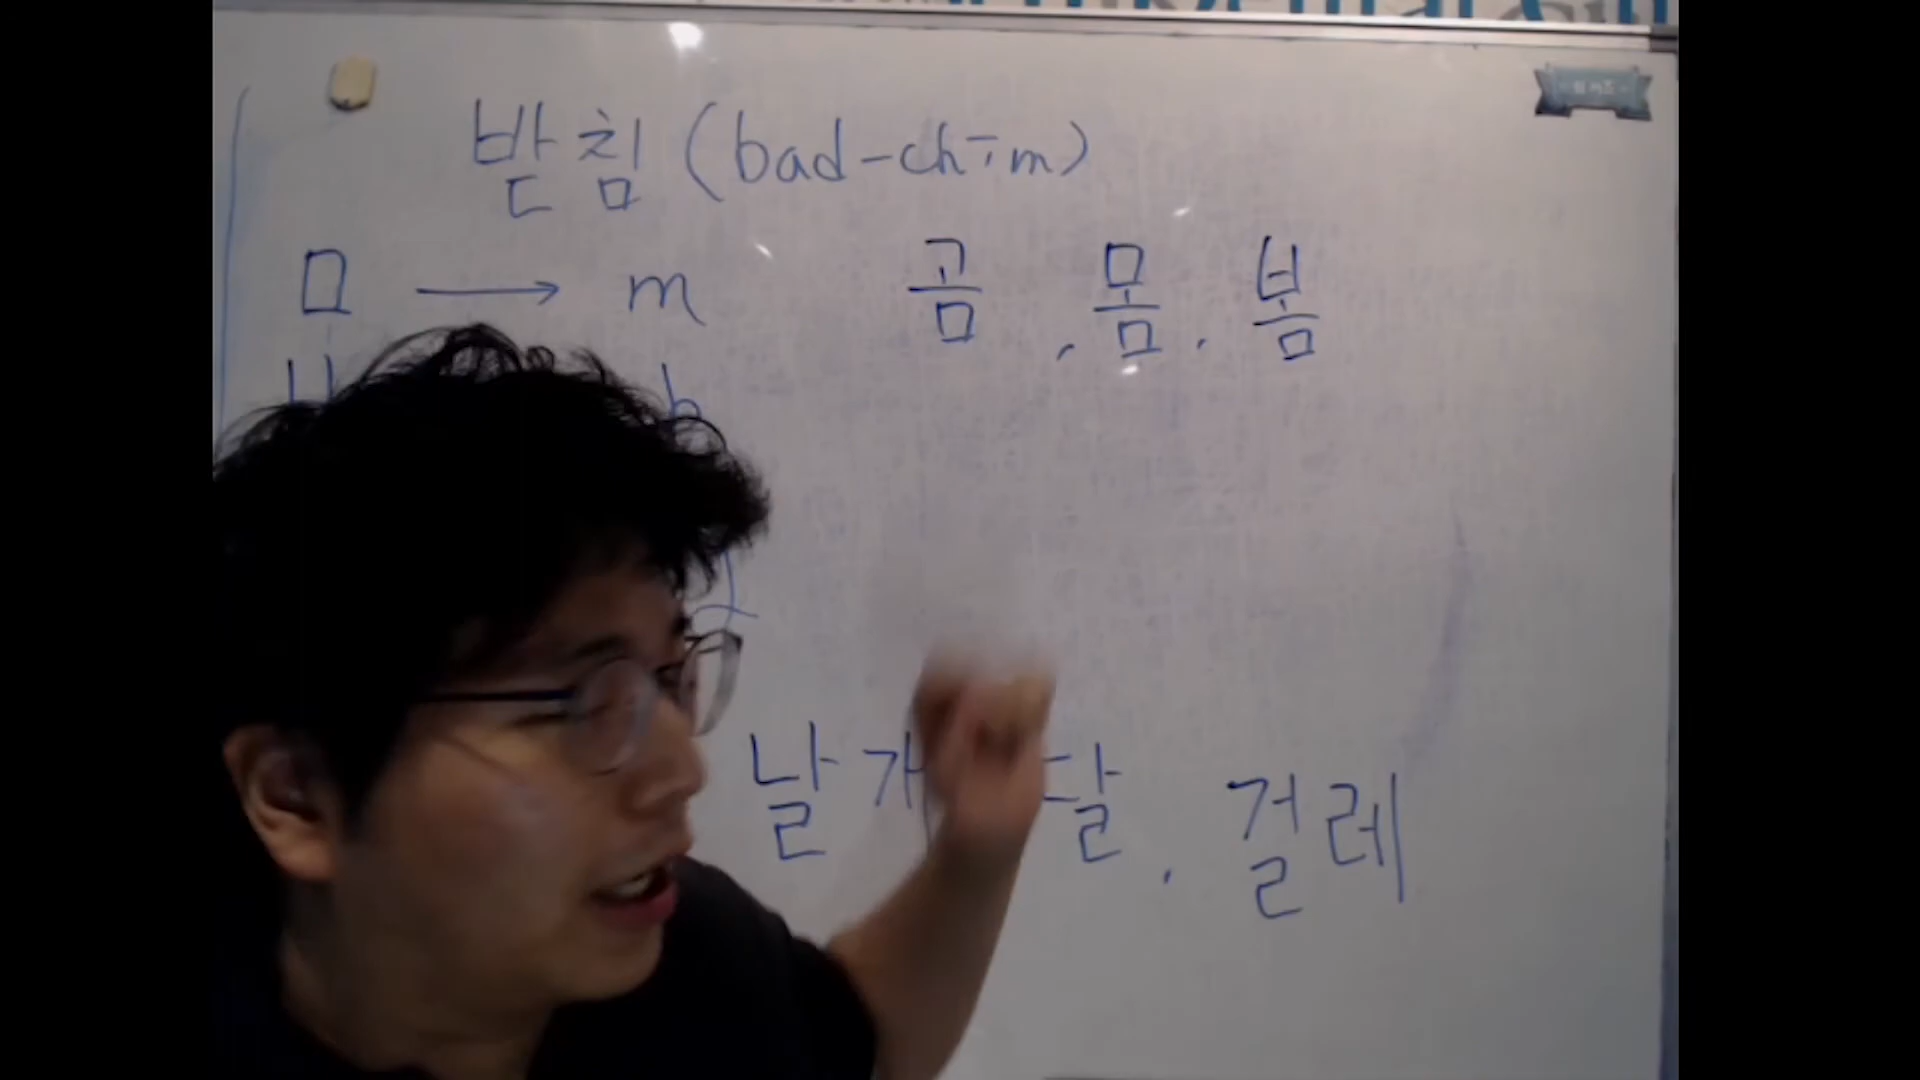 받침 (bad-chim)
ㅁ → m 곰, 몸, 봄
ㅂ b
날개 달, 걸레